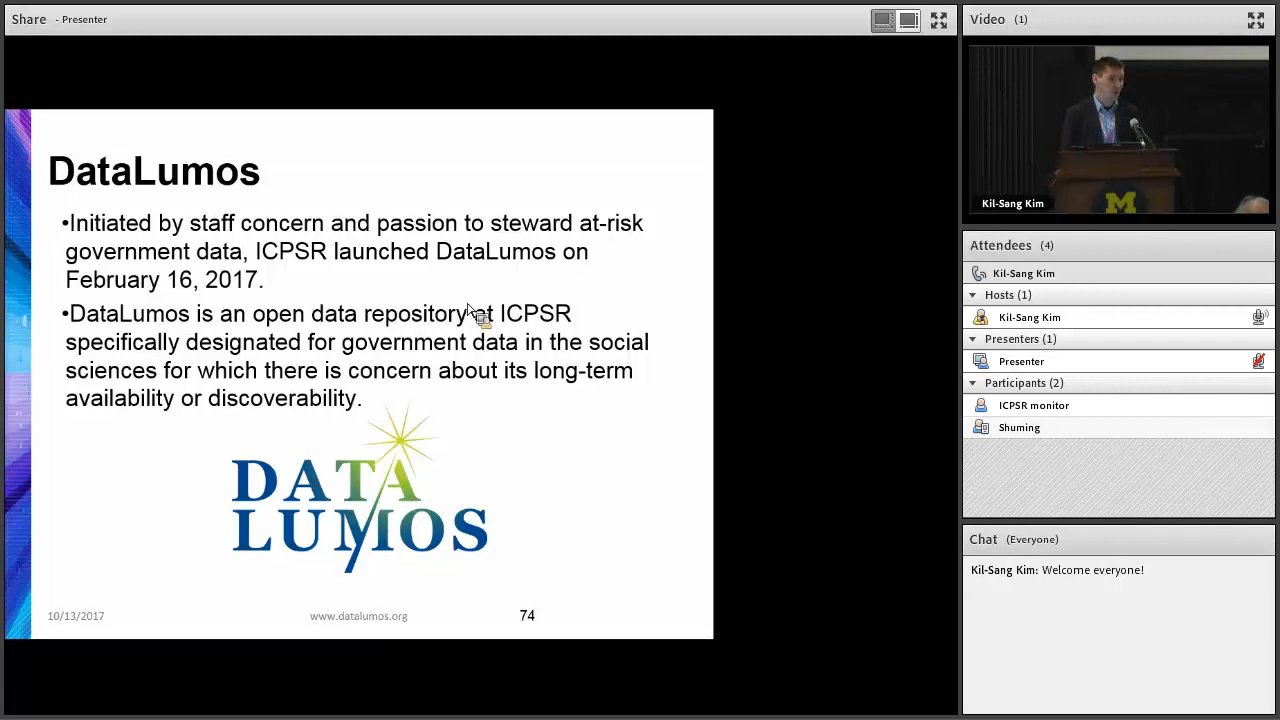 Share - Presenter
DataLumos
•Initiated by staff concern and passion to steward at-risk
government data, ICPSR launched DataLumos on
February 16, 2017.
•DataLumos is an open data repository at ICPSR
specifically designated for government data in the social
sciences for which there is concern about its long-term
availability or discoverability.
DATA
LUMOS
10/13/2017 www.datalumos.org 74
Video (1)
M
Kil-Sang Kim
Attendees (4)
Kil-Sang Kim
Hosts (1)
Kil-Sang Kim
Presenters (1)
Presenter
Participants (2)
ICPSR monitor
Shuming
Chat (Everyone)
Kil-Sang Kim: Welcome everyone!